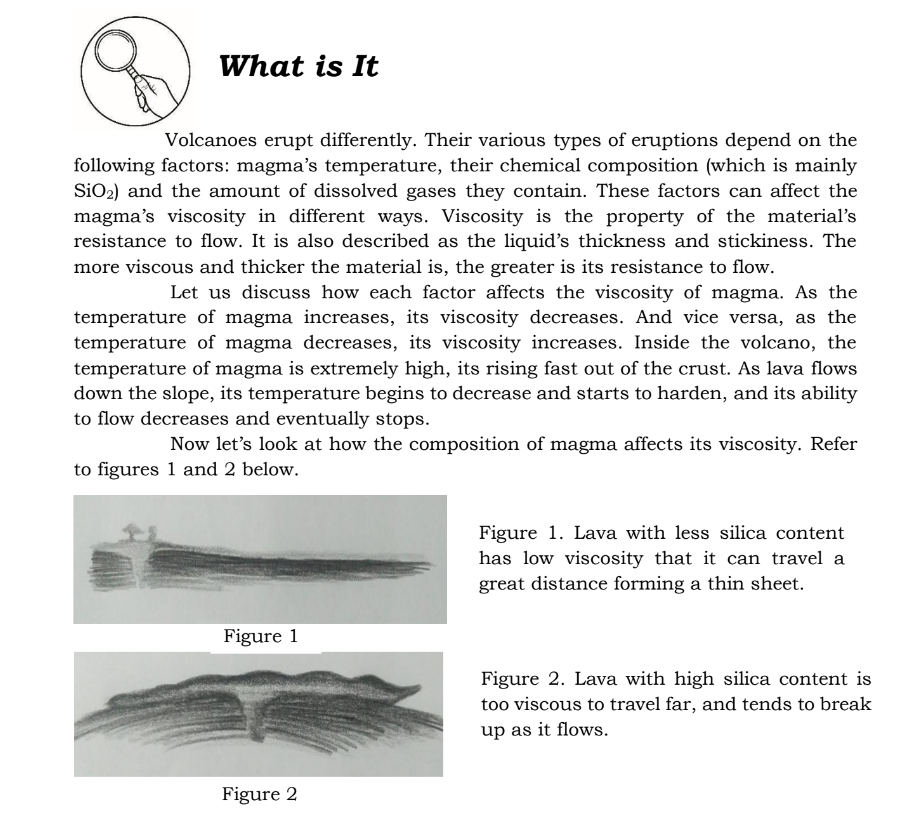 What is It
Volcanoes erupt differently. Their various types of eruptions depend on the
following factors: magma's temperature, their chemical composition (which is mainly
SiO₂) and the amount of dissolved gases they contain. These factors can affect the
magma's viscosity in different ways. Viscosity is the property of the material's
resistance to flow. It is also described as the liquid's thickness and stickiness. The
more viscous and thicker the material is, the greater is its resistance to flow.
Let us discuss how each factor affects the viscosity of magma. As the
temperature of magma increases, its viscosity decreases. And vice versa, as the
temperature of magma decreases, its viscosity increases. Inside the volcano, the
temperature of magma is extremely high, its rising fast out of the crust. As lava flows
down the slope, its temperature begins to decrease and starts to harden, and its ability
to flow decreases and eventually stops.
Now let's look at how the composition of magma affects its viscosity. Refer
to figures 1 and 2 below.
Figure 1. Lava with less silica content
has low viscosity that it can travel a
great distance forming a thin sheet.
Figure 1
Figure 2. Lava with high silica content is
too viscous to travel far, and tends to break
up as it flows.
Figure 2